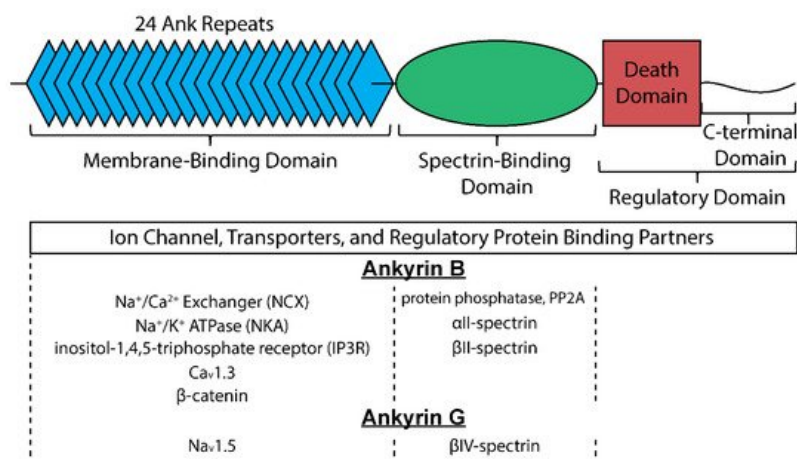 24 Ank Repeats
Death
Domain
C-terminal
Domain
Membrane-Binding Domain
Spectrin-Binding
Domain
Regulatory Domain
Ion Channel, Transporters, and Regulatory Protein Binding Partners
Ankyrin B
Na⁺/Ca²⁺ Exchanger (NCX)
protein phosphatase, PP2A
Na⁺/K⁺ ATPase (NKA)
αII-spectrin
inositol-1,4,5-triphosphate receptor (IP3R)
βII-spectrin
Caᵥ1.3
β-catenin
Ankyrin G
Naᵥ1.5
βIV-spectrin